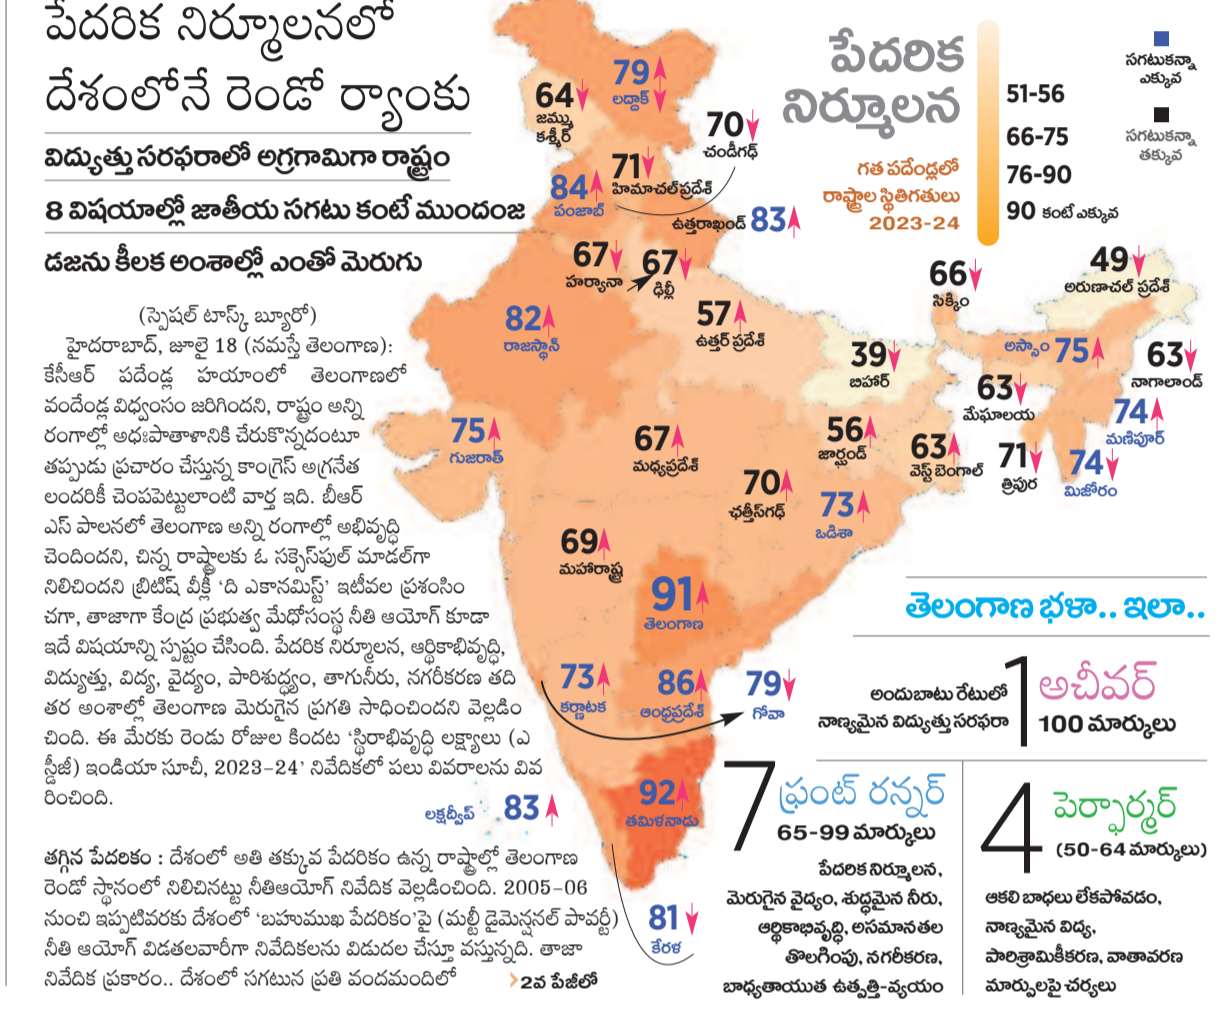 పేదరిక నిర్మూలనలో
దేశంలోనే రెండో ర్యాంకు
విద్యుత్తు సరఫరాలో అగ్రగామిగా రాష్ట్రం
8 విషయాల్లో జాతీయ సగటు కంటే ముందంజ
డజను కీలక అంశాల్లో ఎంతో మెరుగు
(స్పెషల్ టాస్క్ బ్యూరో)
హైదరాబాద్, జూలై 18 (నమస్తే తెలంగాణ):
కేసీఆర్ పదేండ్ల హయాంలో తెలంగాణలో
వందేండ్ల విధ్వంసం జరిగిందని, రాష్ట్రం అన్ని
రంగాల్లో అధఃపాతాళానికి చేరుకొన్నదంటూ
తప్పుడు ప్రచారం చేస్తున్న కాంగ్రెస్ అగ్రనేత
లందరికీ చెంపపెట్టులాంటి వార్త ఇది. బీఆర్
ఎస్ పాలనలో తెలంగాణ అన్ని రంగాల్లో అభివృద్ధి
చెందిందని, చిన్న రాష్ట్రాలకు ఓ సక్సెస్‌ఫుల్ మాడల్‌గా
నిలిచిందని బ్రిటిష్ వీక్లీ ‘ది ఎకానమిస్ట్’ ఇటీవల ప్రశంసిం
చగా, తాజాగా కేంద్ర ప్రభుత్వ మేధోసంస్థ నీతి ఆయోగ్ కూడా
ఇదే విషయాన్ని స్పష్టం చేసింది. పేదరిక నిర్మూలన, ఆర్థికాభివృద్ధి,
విద్యుత్తు, విద్య, వైద్యం, పారిశుద్ధ్యం, తాగునీరు, నగరీకరణ తది
తర అంశాల్లో తెలంగాణ మెరుగైన ప్రగతి సాధించిందని వెల్లడిం
చింది. ఈ మేరకు రెండు రోజుల కిందట ‘స్థిరాభివృద్ధి లక్ష్యాలు (ఎ
స్డీజీ) ఇండియా సూచీ, 2023-24’ నివేదికలో పలు వివరాలను వివ
రించింది.
తగ్గిన పేదరికం : దేశంలో అతి తక్కువ పేదరికం ఉన్న రాష్ట్రాల్లో తెలంగాణ
రెండో స్థానంలో నిలిచినట్టు నీతిఆయోగ్ నివేదిక వెల్లడించింది. 2005-06
నుంచి ఇప్పటివరకు దేశంలో ‘బహుముఖ పేదరికం’పై (మల్టీ డైమెన్షనల్ పావర్టీ)
నీతి ఆయోగ్ విడతలవారీగా నివేదికలను విడుదల చేస్తూ వస్తున్నది. తాజా
నివేదిక ప్రకారం.. దేశంలో సగటున ప్రతి వందమందిలో
2వ పేజీలో
పేదరిక
నిర్మూలన
గత పదేండ్లలో
రాష్ట్రాల స్థితిగతులు
2023-24
51-56
66-75
76-90
90 కంటే ఎక్కువ
సగటుకన్నా
ఎక్కువ
సగటుకన్నా
తక్కువ
79
లద్దాక్
64
జమ్ము
కశ్మీర్
70
చండీగఢ్
71
హిమాచల్‌ప్రదేశ్
84
పంజాబ్
ఉత్తరాఖండ్ 83
67
హర్యానా
67
ఢిల్లీ
66
సిక్కిం
49
అరుణాచల్ ప్రదేశ్
82
రాజస్థాన్
57
ఉత్తర్ ప్రదేశ్
39
బిహార్
అస్సాం 75
63
నాగాలాండ్
63
మేఘాలయ
74
మణిపూర్
75
గుజరాత్
67
మధ్యప్రదేశ్
56
జార్ఖండ్
63
వెస్ట్ బెంగాల్
71
త్రిపుర
74
మిజోరం
70
ఛత్తీస్‌గఢ్
73
ఒడిశా
69
మహారాష్ట్ర
91
తెలంగాణ
73
కర్ణాటక
86
ఆంధ్రప్రదేశ్
79
గోవా
లక్షద్వీప్ 83
92
తమిళనాడు
81
కేరళ
తెలంగాణ భళా.. ఇలా..
అందుబాటు రేటులో
నాణ్యమైన విద్యుత్తు సరఫరా
1 అచీవర్
100 మార్కులు
7 ఫ్రంట్ రన్నర్
65-99 మార్కులు
పేదరిక నిర్మూలన,
మెరుగైన వైద్యం, శుద్ధమైన నీరు,
ఆర్థికాభివృద్ధి, అసమానతల
తొలగింపు, నగరీకరణ,
బాధ్యతాయుత ఉత్పత్తి-వ్యయం
4 పెర్ఫార్మర్
(50-64 మార్కులు)
ఆకలి బాధలు లేకపోవడం,
నాణ్యమైన విద్య,
పారిశ్రామికీకరణ, వాతావరణ
మార్పులపై చర్యలు